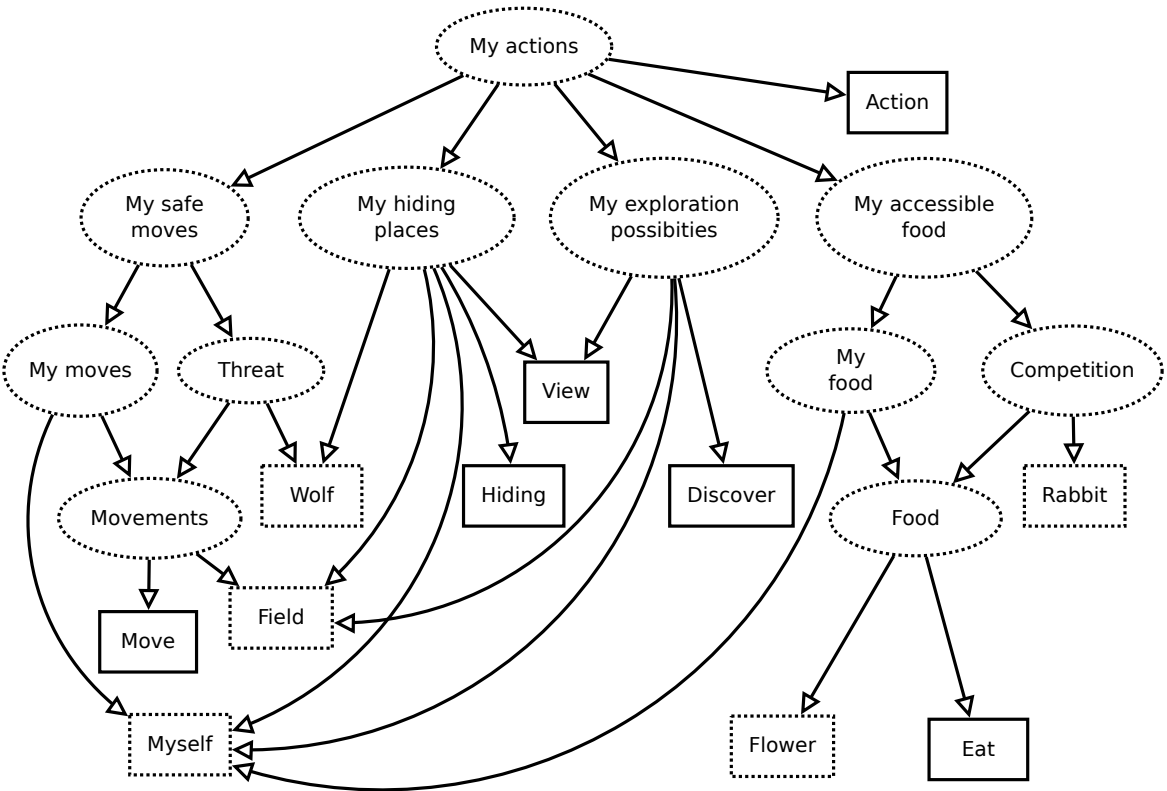 My actions
Action
My safe
moves
My hiding
places
My exploration
possibities
My accessible
food
My moves
Threat
View
My
food
Competition
Movements
Wolf
Hiding
Discover
Food
Rabbit
Move
Field
Myself
Flower
Eat